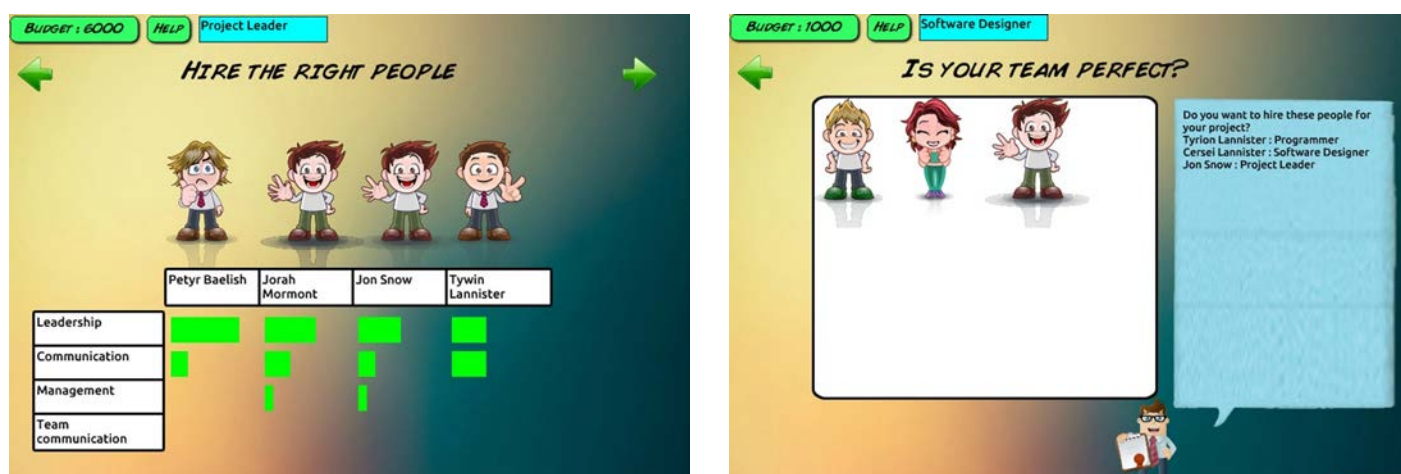 BUDGET : 6000
HELP
Project Leader
HIRE THE RIGHT PEOPLE
Petyr Baelish
Jorah
Mormont
Jon Snow
Tywin
Lannister
Leadership
Communication
Management
Team
communication
BUDGET : 1000
HELP
Software Designer
IS YOUR TEAM PERFECT?
Do you want to hire these people for
your project?
Tyrion Lannister : Programmer
Cersei Lannister : Software Designer
Jon Snow : Project Leader